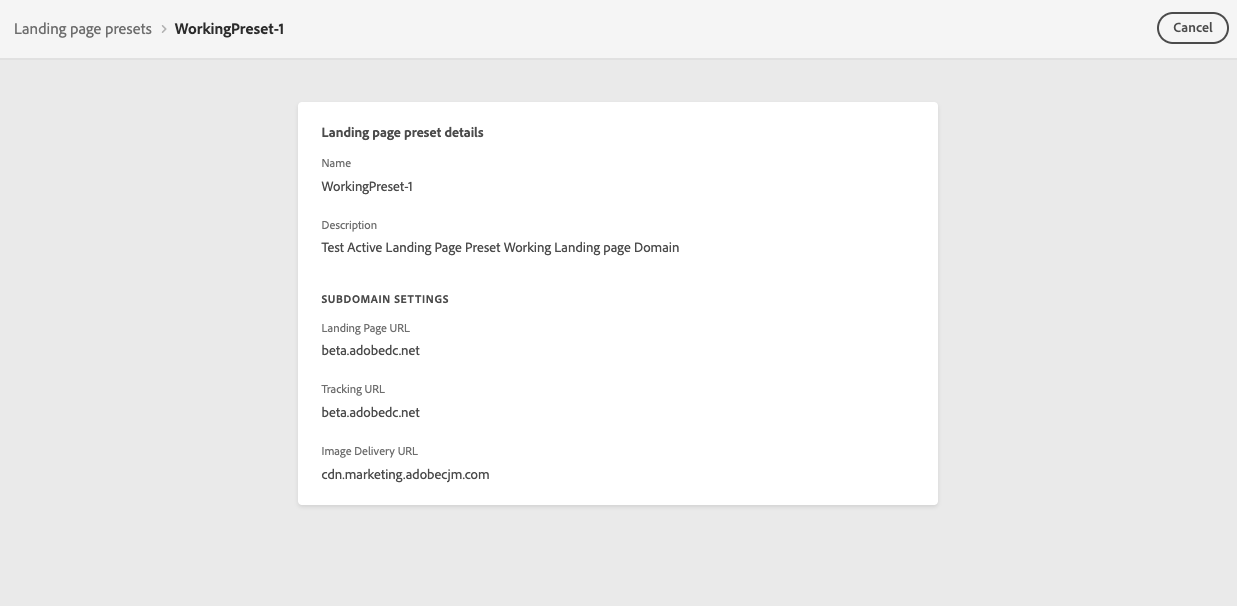 Landing page presets > WorkingPreset-1
Cancel
Landing page preset details
Name
WorkingPreset-1
Description
Test Active Landing Page Preset Working Landing page Domain
SUBDOMAIN SETTINGS
Landing Page URL
beta.adobedc.net
Tracking URL
beta.adobedc.net
Image Delivery URL
cdn.marketing.adobecjm.com